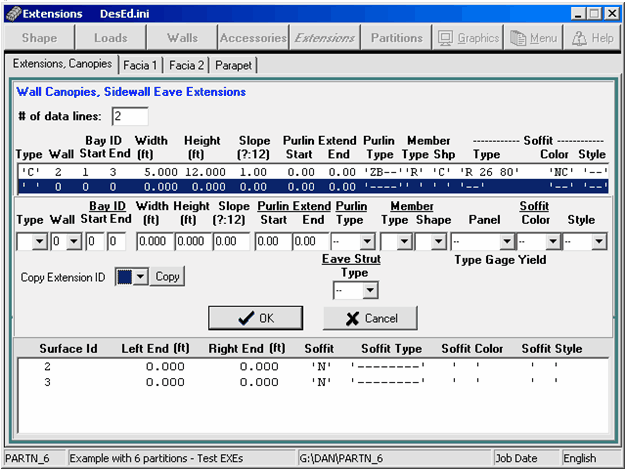 Extensions DesEd.ini
Shape Loads Walls Accessories Extensions Partitions Graphics Menu Help
Extensions, Canopies Facia 1 Facia 2 Parapet
Wall Canopies, Sidewall Eave Extensions
# of data lines: 2
Bay ID Width Height Slope Purlin Extend Purlin Member ------------ Soffit ------------
Type Wall Start End (ft) (ft) (?:12) Start End Type Type Shp Type Color Style
'C' 2 1 3 5.000 12.000 1.00 0.00 0.00 'ZB--' 'R' 'C' 'R 26 80' 'NC' '--'
' ' 0 0 0 0.000 0.000 0.00 0.00 0.00 '----' ' ' ' ' '--------' '--' '--'
Bay ID Width Height Slope Purlin Extend Purlin Member Soffit
Type Wall Start End (ft) (ft) (?:12) Start End Type Type Shape Panel Color Style
0 0 0 0.000 0.000 0.000 0.00 0.00 -- -- -- --
Eave Strut Type Gage Yield
Copy Extension ID Copy Type
--
OK Cancel
Surface Id Left End (ft) Right End (ft) Soffit Soffit Type Soffit Color Soffit Style
2 0.000 0.000 'N' '--------' ' ' ' '
3 0.000 0.000 'N' '--------' ' ' ' '
PARTN_6 Example with 6 partitions - Test EXEs G:\DAN\PARTN_6 Job Date English